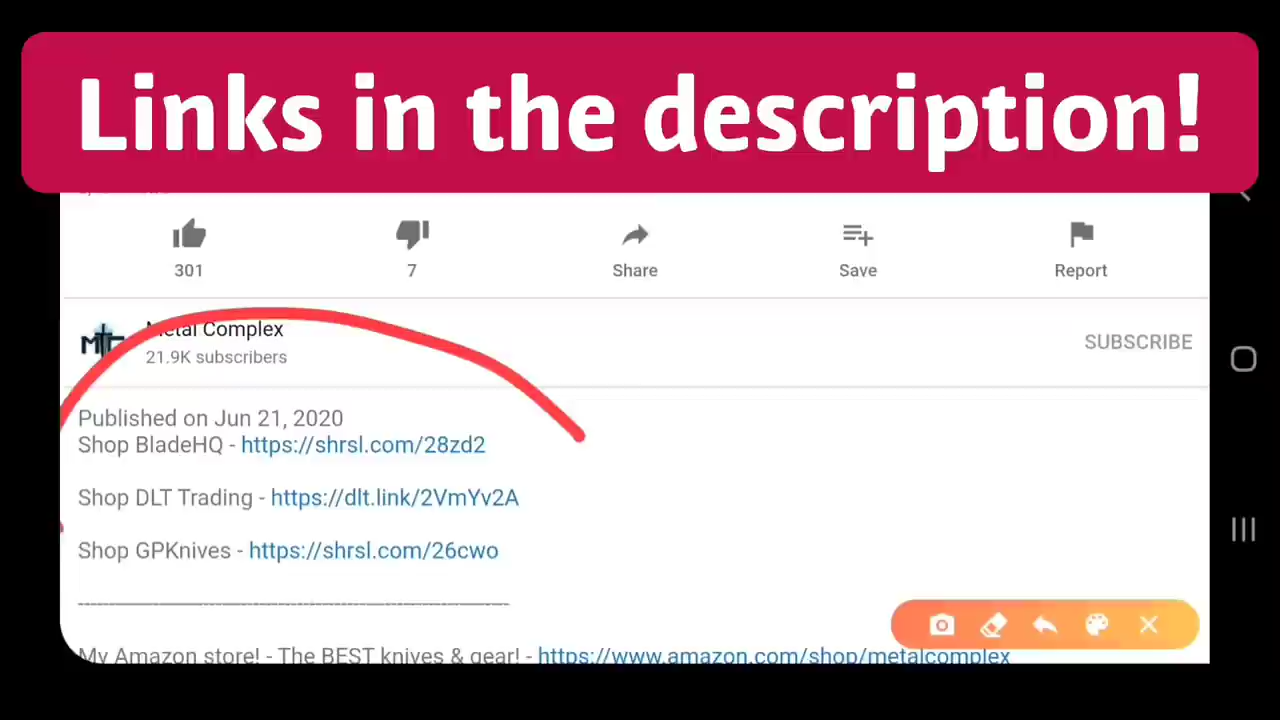 Links in the description!
301
7
Share
Save
Report
Metal Complex
21.9K subscribers
SUBSCRIBE
Published on Jun 21, 2020
Shop BladeHQ - https://shrsl.com/28zd2
Shop DLT Trading - https://dlt.link/2VmYv2A
Shop GPKnives - https://shrsl.com/26cwo
My Amazon store! - The BEST knives & gear! - https://www.amazon.com/shop/metalcomplex